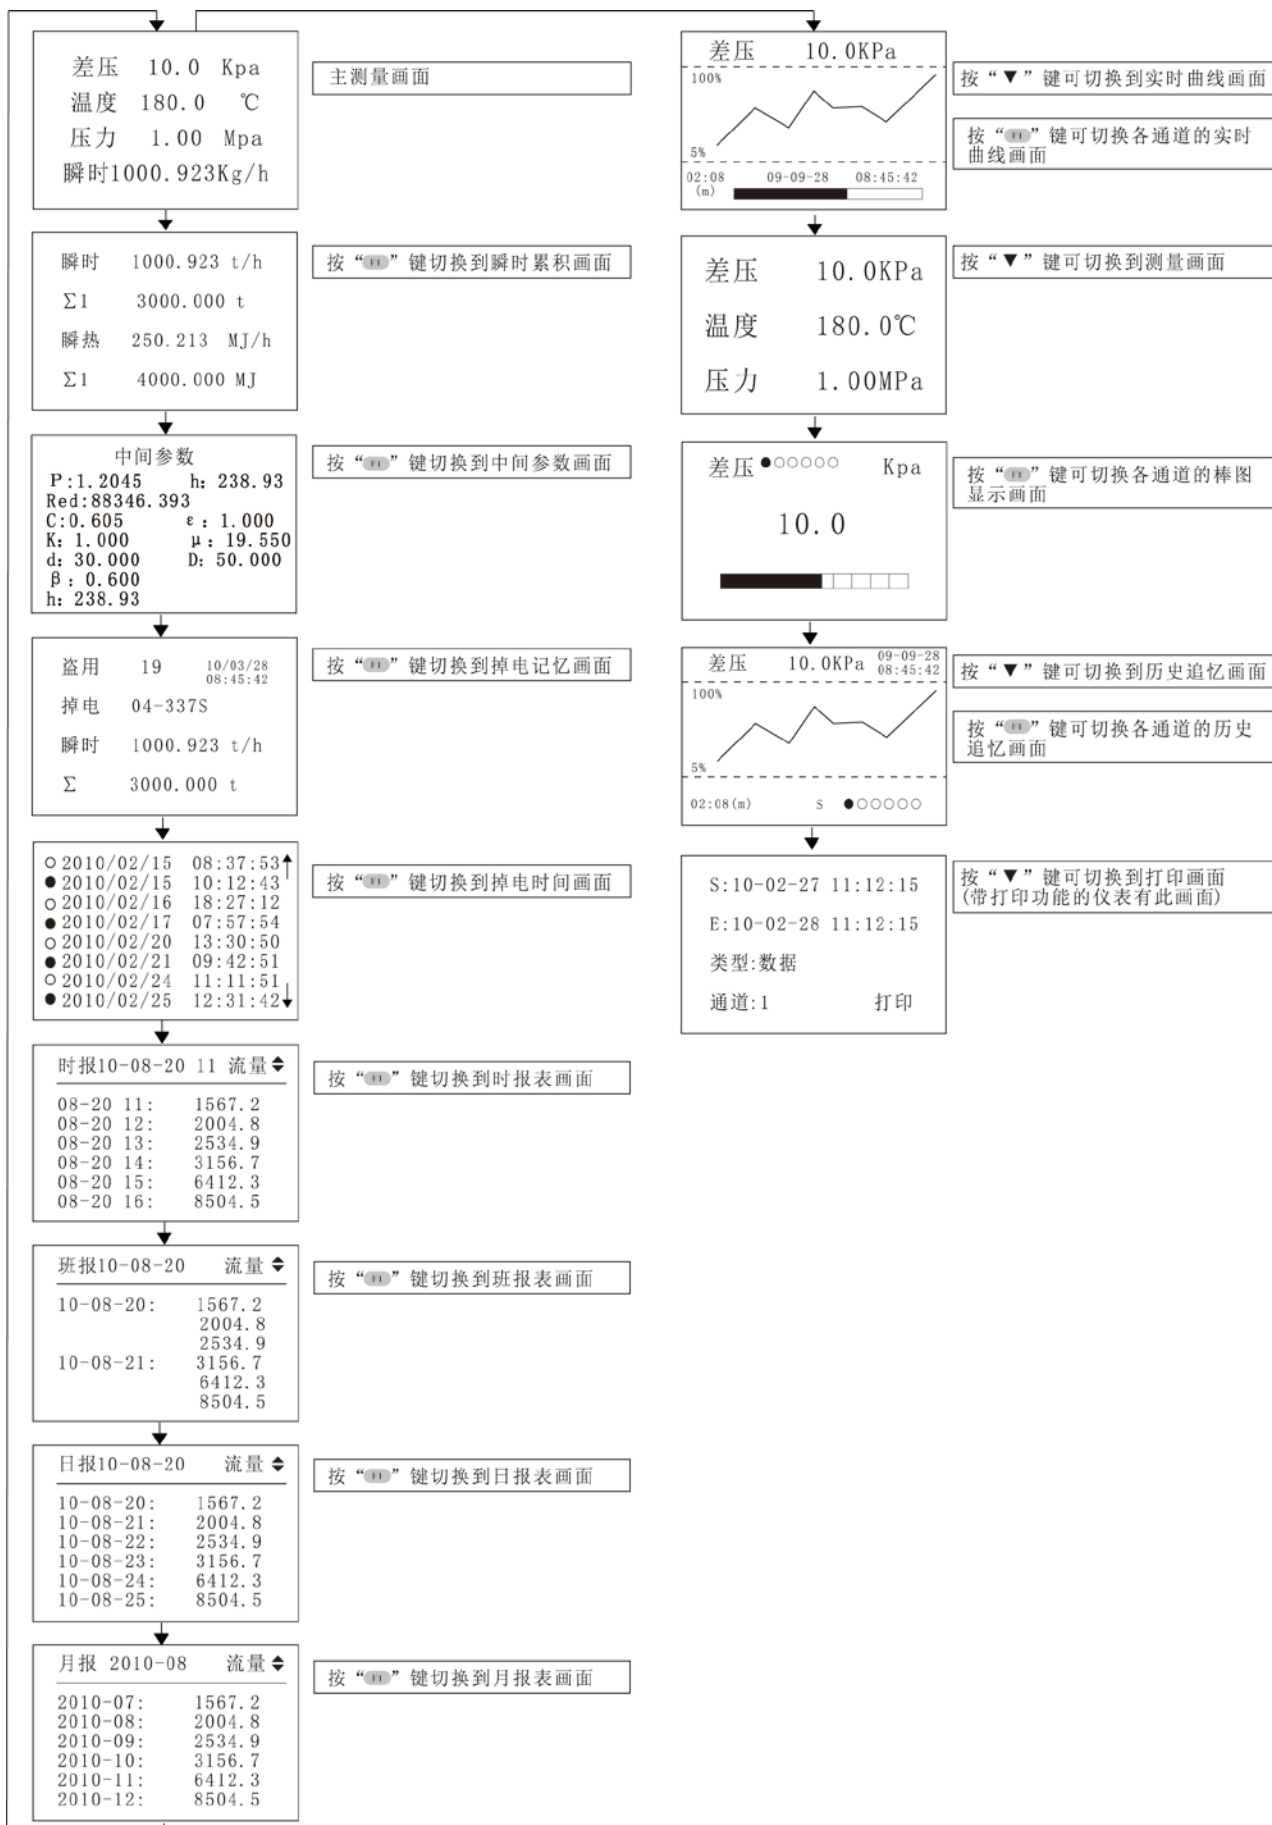 差压 10.0 Kpa
温度 180.0 ℃
压力 1.00 Mpa
瞬时1000.923Kg/h
主测量画面
瞬时 1000.923 t/h
Σ1 3000.000 t
瞬热 250.213 MJ/h
Σ1 4000.000 MJ
按“F1”键切换到瞬时累积画面
中间参数
P:1.2045 h: 238.93
Red:88346.393
C:0.605 ε: 1.000
K: 1.000 μ: 19.550
d: 30.000 D: 50.000
β: 0.600
h: 238.93
按“F1”键切换到中间参数画面
盗用 19 10/03/28
08:45:42
掉电 04-337S
瞬时 1000.923 t/h
Σ 3000.000 t
按“F1”键切换到掉电记忆画面
○2010/02/15 08:37:53↑
●2010/02/15 10:12:43
○2010/02/16 18:27:12
●2010/02/17 07:57:54
○2010/02/20 13:30:50
●2010/02/21 09:42:51
○2010/02/24 11:11:51
●2010/02/25 12:31:42↓
按“F1”键切换到掉电时间画面
时报10-08-20 11 流量
08-20 11: 1567.2
08-20 12: 2004.8
08-20 13: 2534.9
08-20 14: 3156.7
08-20 15: 6412.3
08-20 16: 8504.5
按“F1”键切换到时报表画面
班报10-08-20 流量
10-08-20: 1567.2
2004.8
2534.9
10-08-21: 3156.7
6412.3
8504.5
按“F1”键切换到班报表画面
日报10-08-20 流量
10-08-20: 1567.2
10-08-21: 2004.8
10-08-22: 2534.9
10-08-23: 3156.7
10-08-24: 6412.3
10-08-25: 8504.5
按“F1”键切换到日报表画面
月报 2010-08 流量
2010-07: 1567.2
2010-08: 2004.8
2010-09: 2534.9
2010-10: 3156.7
2010-11: 6412.3
2010-12: 8504.5
按“F1”键切换到月报表画面
差压 10.0KPa
100%
5%
02:08 09-09-28 08:45:42
(m)
按“▼”键可切换到实时曲线画面
按“F1”键可切换各通道的实时
曲线画面
差压 10.0KPa
温度 180.0℃
压力 1.00MPa
按“▼”键可切换到测量画面
差压●○○○○○ Kpa
10.0
按“F1”键可切换各通道的棒图
显示画面
差压 10.0KPa 09-09-28
08:45:42
100%
5%
02:08(m) S ●○○○○○
按“▼”键可切换到历史追忆画面
按“F1”键可切换各通道的历史
追忆画面
S:10-02-27 11:12:15
E:10-02-28 11:12:15
类型:数据
通道:1 打印
按“▼”键可切换到打印画面
(带打印功能的仪表有此画面)